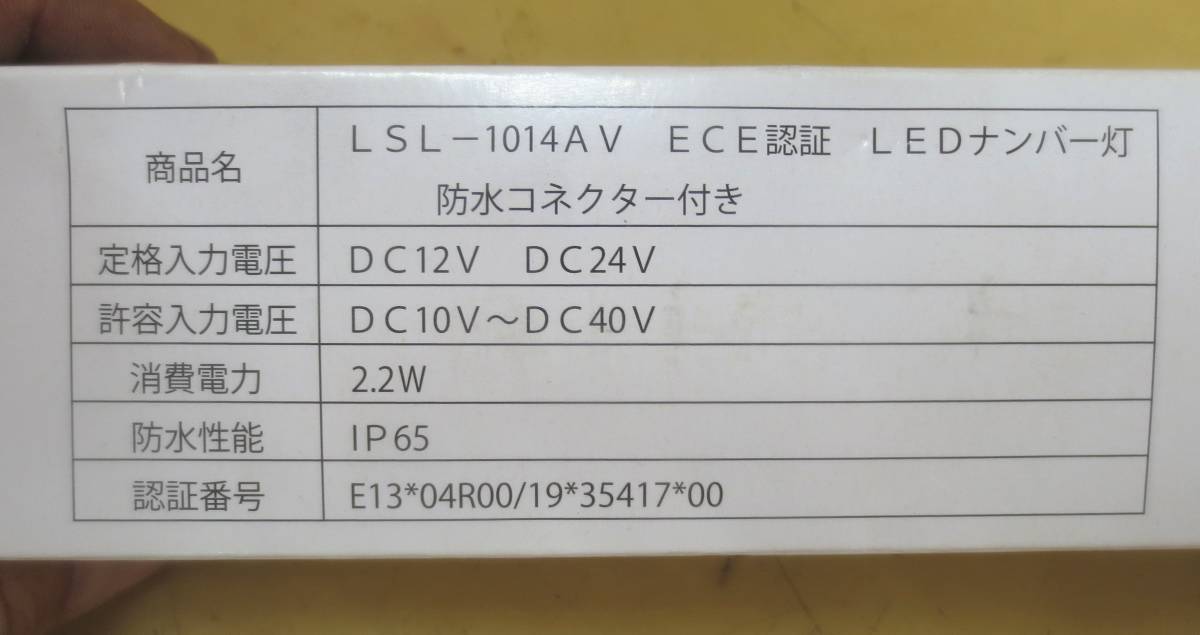 商品名
ＬＳＬ－1014ＡＶ　ＥＣＥ認証　ＬＥＤナンバー灯
防水コネクター付き
定格入力電圧　ＤＣ12Ｖ　ＤＣ24Ｖ
許容入力電圧　ＤＣ10Ｖ～ＤＣ40Ｖ
消費電力　2.2W
防水性能　IP65
認証番号　E13*04R00/19*35417*00